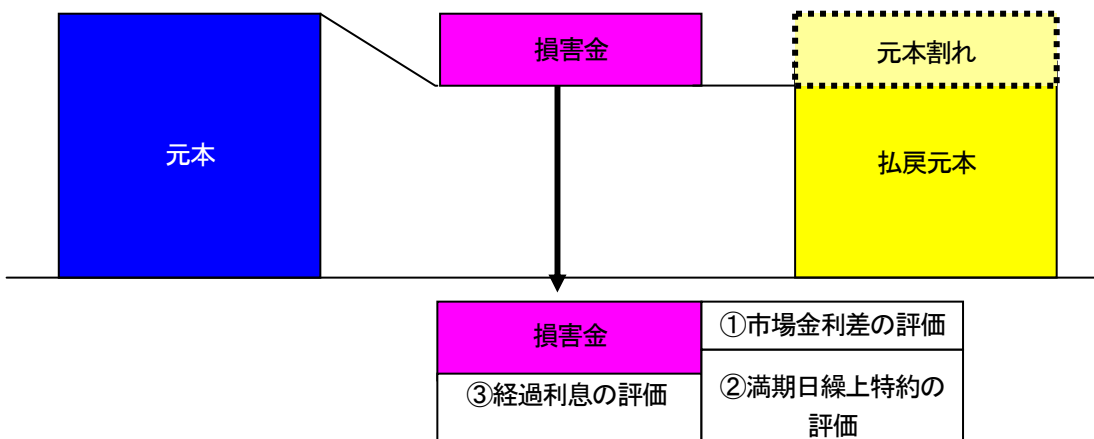 損害金
元本割れ
元本
払戻元本
損害金
①市場金利差の評価
③経過利息の評価
②満期日繰上特約の
評価